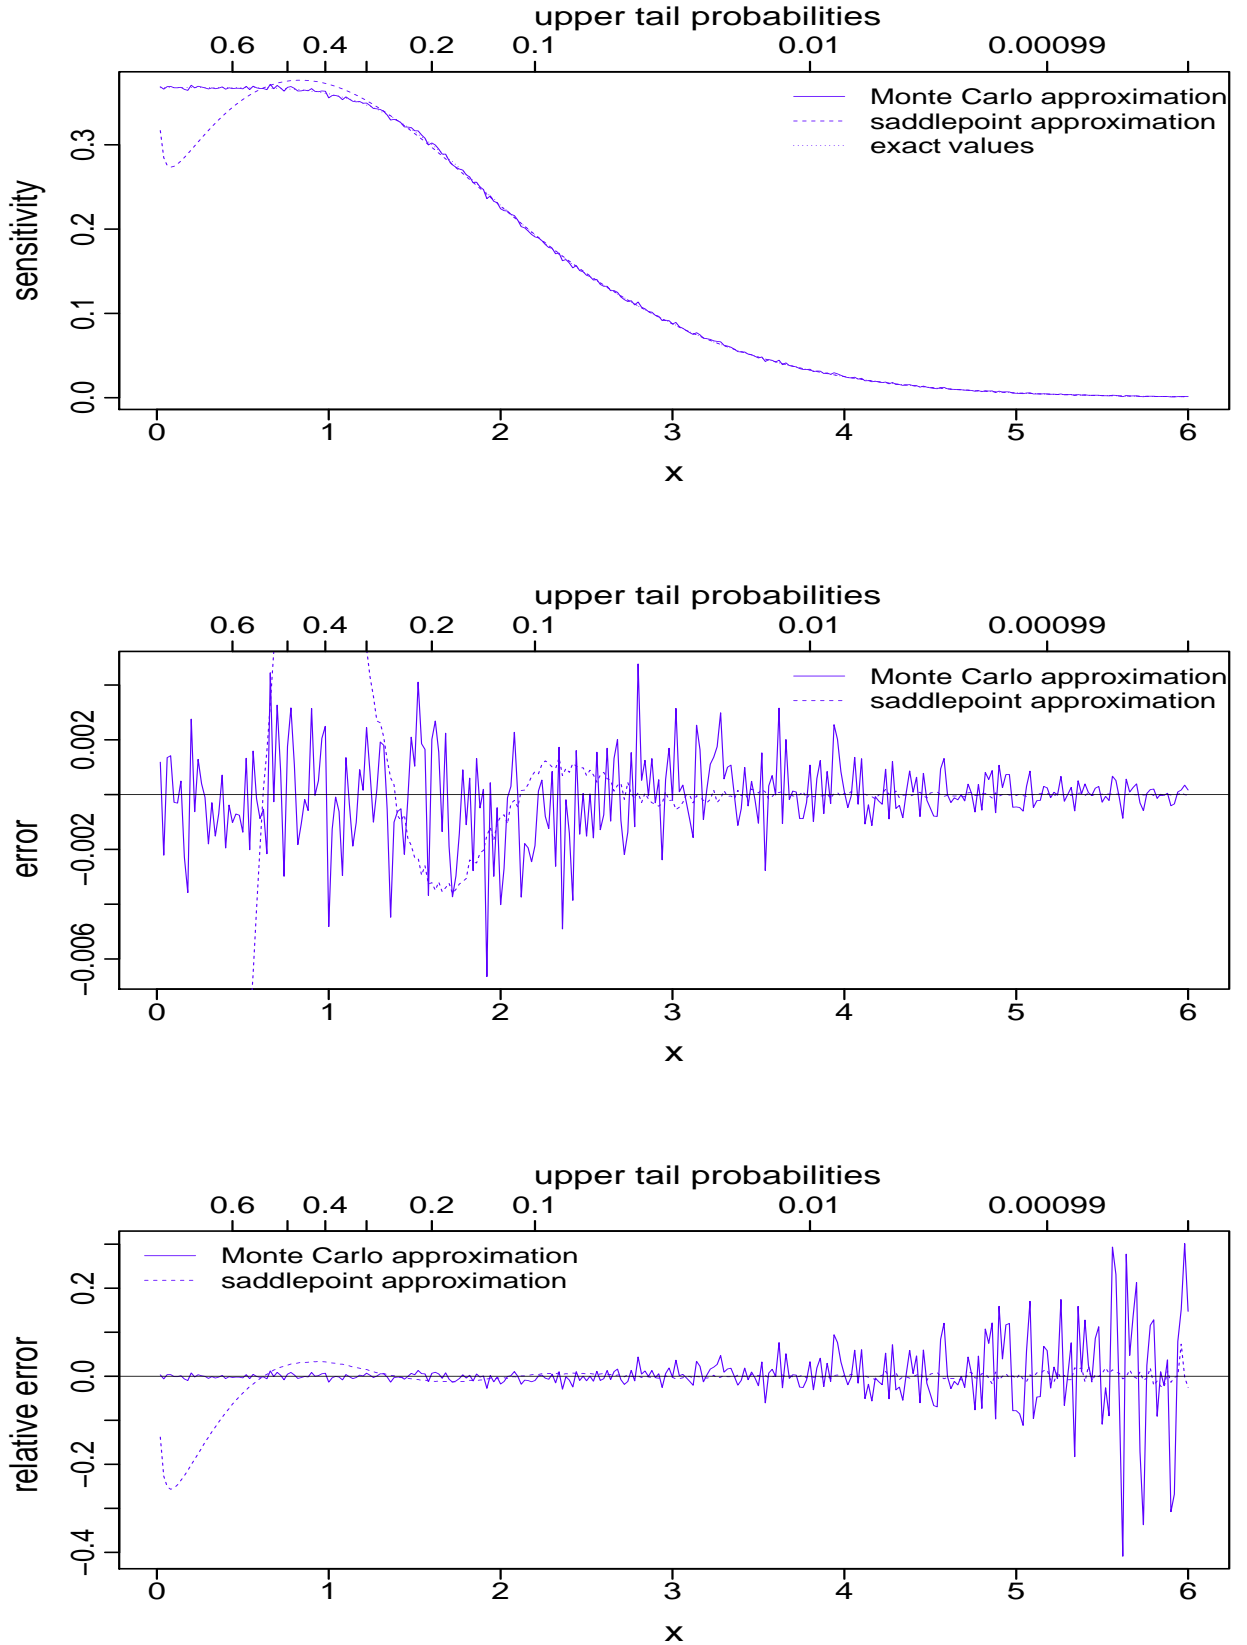 upper tail probabilities
0.6 0.4 0.2 0.1 0.01 0.00099
Monte Carlo approximation
saddlepoint approximation
exact values
sensitivity
0.3
0.2
0.1
0.0
0 1 2 3 4 5 6
x
upper tail probabilities
0.6 0.4 0.2 0.1 0.01 0.00099
Monte Carlo approximation
saddlepoint approximation
error
0.002
−0.002
−0.006
0 1 2 3 4 5 6
x
upper tail probabilities
0.6 0.4 0.2 0.1 0.01 0.00099
Monte Carlo approximation
saddlepoint approximation
relative error
0.2
0.0
−0.2
−0.4
0 1 2 3 4 5 6
x